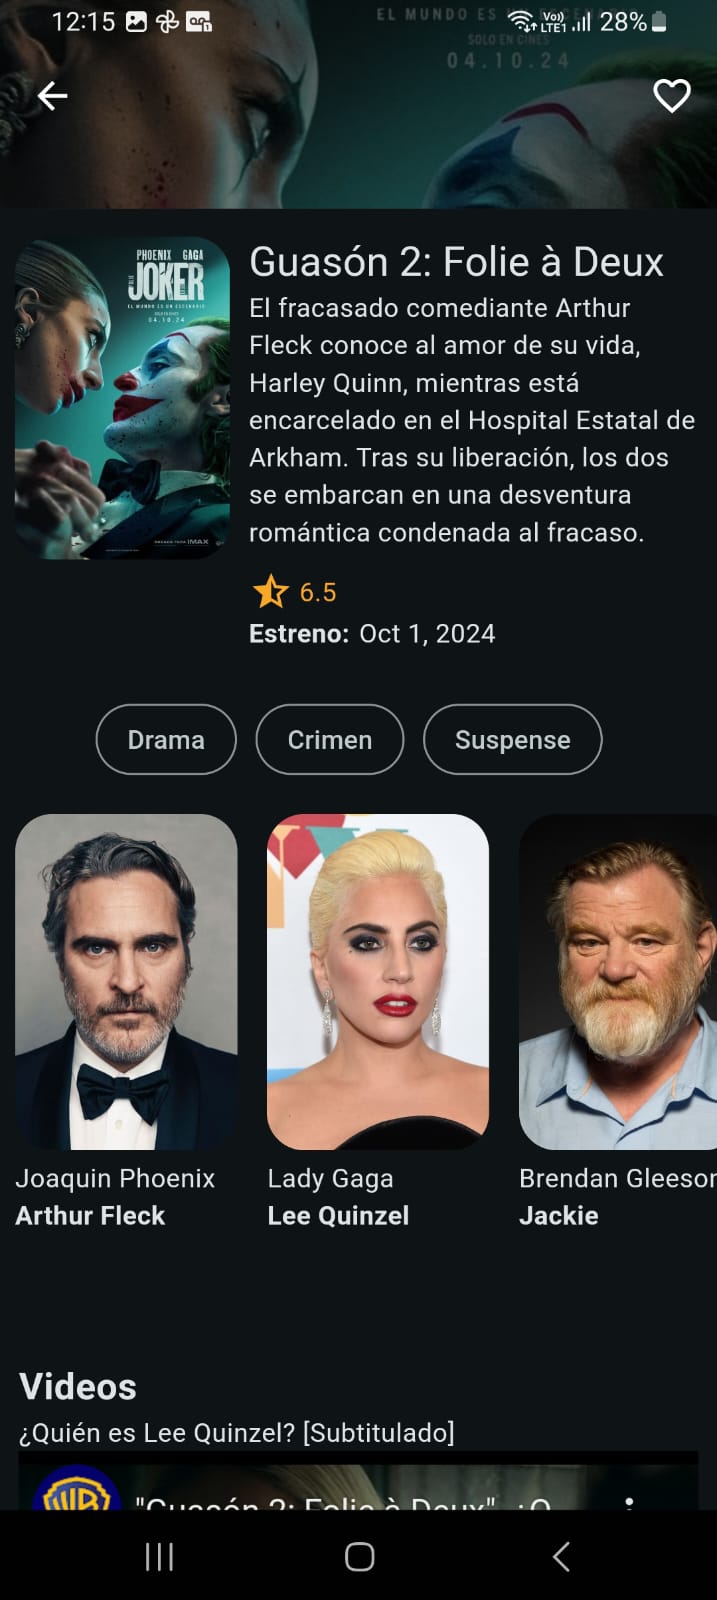 12:15
Vo)) LTE1 28%
EL MUNDO ES UN ESCENARIO
SOLO EN CINES
04.10.24
PHOENIX GAGA
JOKER
EL MUNDO ES UN ESCENARIO
04.10.24
IMAX
Guasón 2: Folie à Deux
El fracasado comediante Arthur
Fleck conoce al amor de su vida,
Harley Quinn, mientras está
encarcelado en el Hospital Estatal de
Arkham. Tras su liberación, los dos
se embarcan en una desventura
romántica condenada al fracaso.
6.5
Estreno: Oct 1, 2024
Drama
Crimen
Suspense
Joaquin Phoenix
Arthur Fleck
Lady Gaga
Lee Quinzel
Brendan Gleeson
Jackie
Videos
¿Quién es Lee Quinzel? [Subtitulado]
"Guasón 2: Folie à Deux"- ¿Q